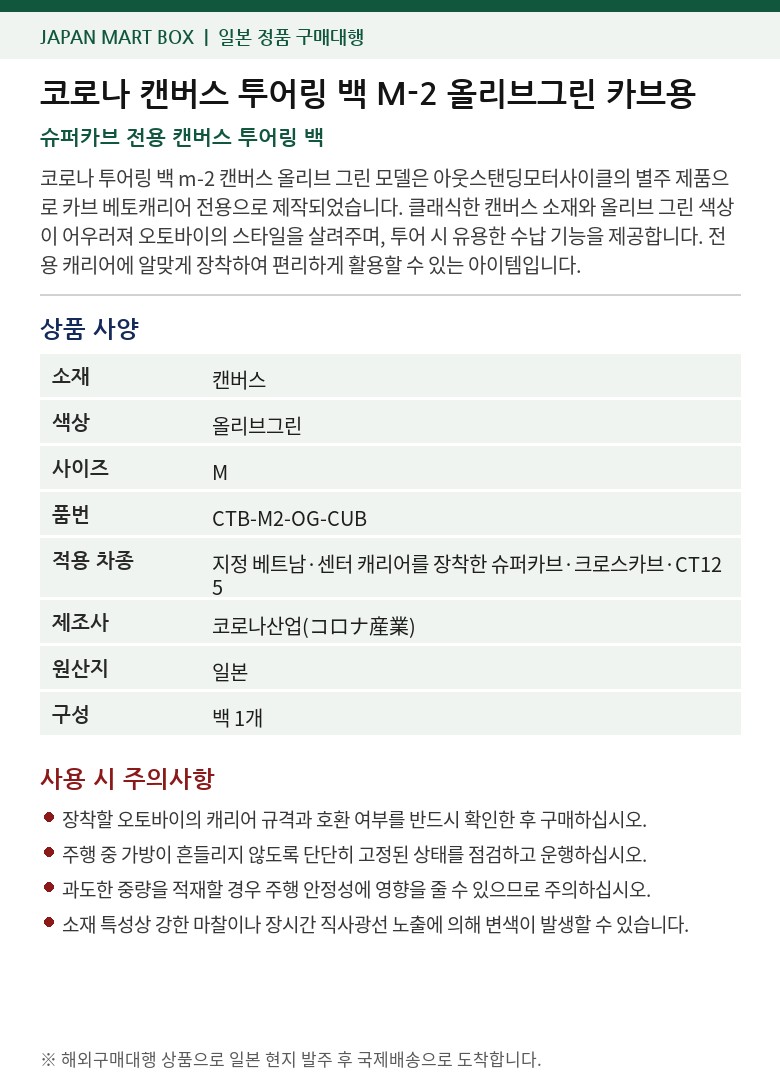 JAPAN MART BOX | 일본 정품 구매대행
코로나 캔버스 투어링 백 M-2 올리브그린 카브용
슈퍼카브 전용 캔버스 투어링 백
코로나 투어링 백 m-2 캔버스 올리브 그린 모델은 아웃스탠딩모터사이클의 별주 제품으
로 카브 베토캐리어 전용으로 제작되었습니다. 클래식한 캔버스 소재와 올리브 그린 색상
이 어우러져 오토바이의 스타일을 살려주며, 투어 시 유용한 수납 기능을 제공합니다. 전
용 캐리어에 알맞게 장착하여 편리하게 활용할 수 있는 아이템입니다.
상품 사양
소재 캔버스
색상 올리브그린
사이즈 M
품번 CTB-M2-OG-CUB
적용 차종 지정 베트남·센터 캐리어를 장착한 슈퍼카브·크로스카브·CT12
5
제조사 코로나산업(コロナ産業)
원산지 일본
구성 백 1개
사용 시 주의사항
● 장착할 오토바이의 캐리어 규격과 호환 여부를 반드시 확인한 후 구매하십시오.
● 주행 중 가방이 흔들리지 않도록 단단히 고정된 상태를 점검하고 운행하십시오.
● 과도한 중량을 적재할 경우 주행 안정성에 영향을 줄 수 있으므로 주의하십시오.
● 소재 특성상 강한 마찰이나 장시간 직사광선 노출에 의해 변색이 발생할 수 있습니다.
※ 해외구매대행 상품으로 일본 현지 발주 후 국제배송으로 도착합니다.